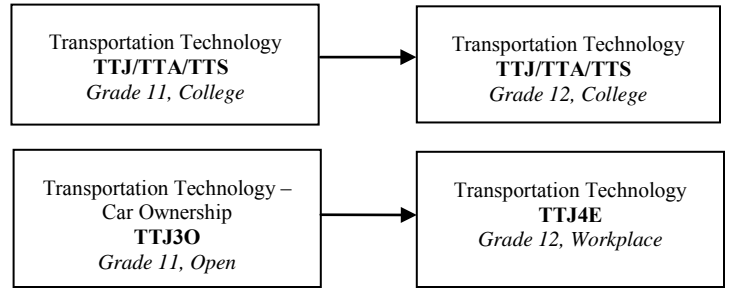 Transportation Technology
TTJ/TTA/TTS
Grade 11, College
Transportation Technology
TTJ/TTA/TTS
Grade 12, College
Transportation Technology –
Car Ownership
TTJ3O
Grade 11, Open
Transportation Technology
TTJ4E
Grade 12, Workplace